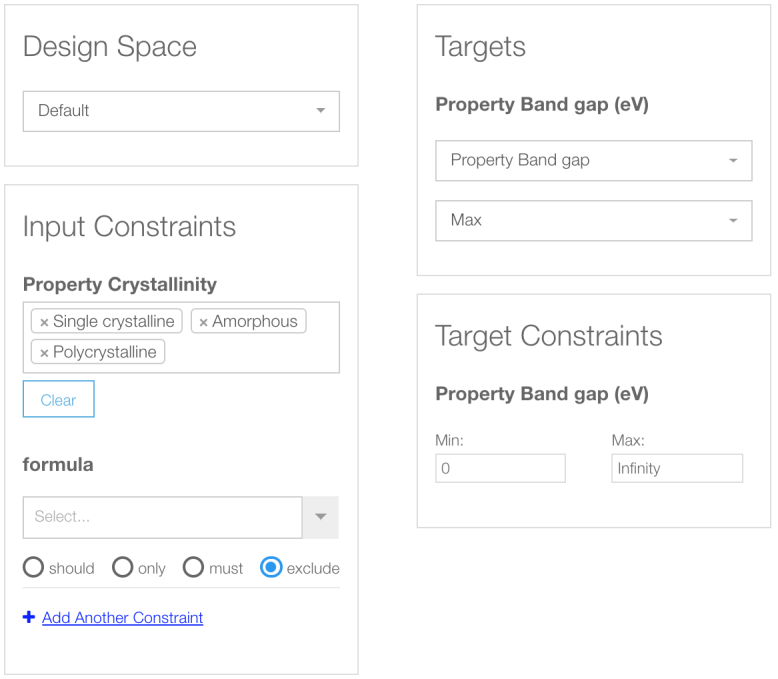 Design Space
Default
Input Constraints
Property Crystallinity
× Single crystalline × Amorphous
× Polycrystalline
Clear
formula
Select...
should only must exclude
+ Add Another Constraint
Targets
Property Band gap (eV)
Property Band gap
Max
Target Constraints
Property Band gap (eV)
Min: Max:
0 Infinity